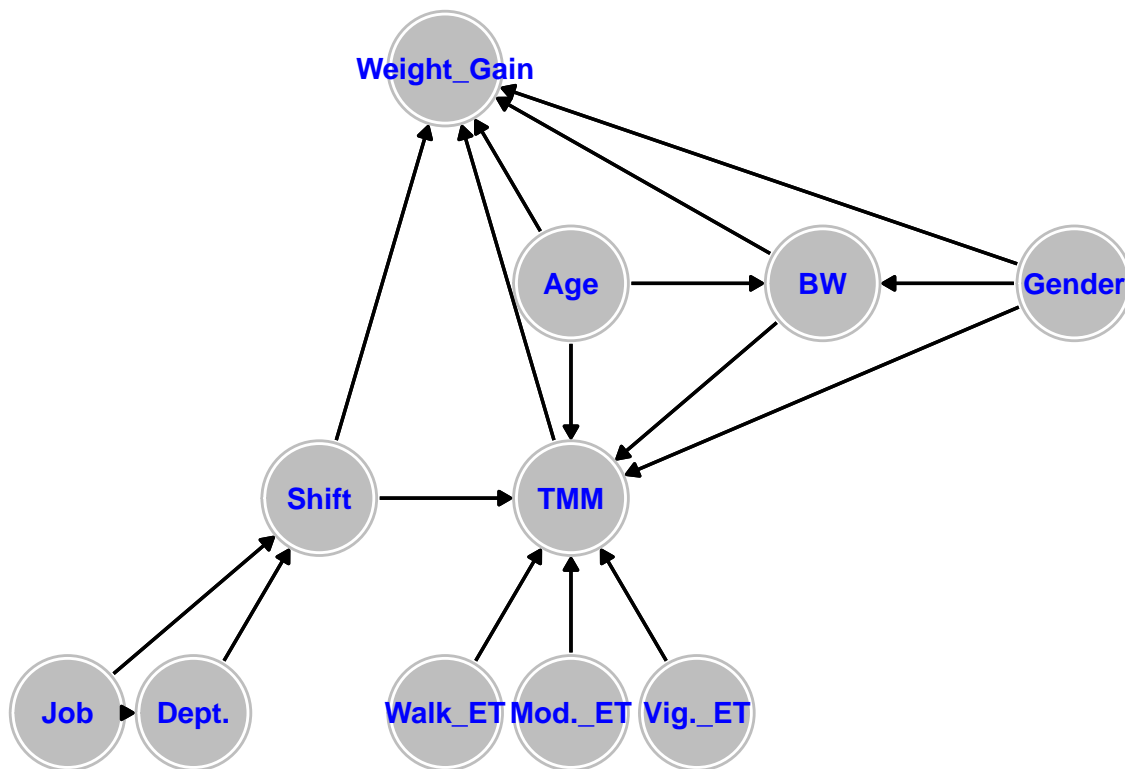 Weight_Gain
Age
BW
Gender
Shift
TMM
Job
Dept.
Walk_ET
Mod._ET
Vig._ET